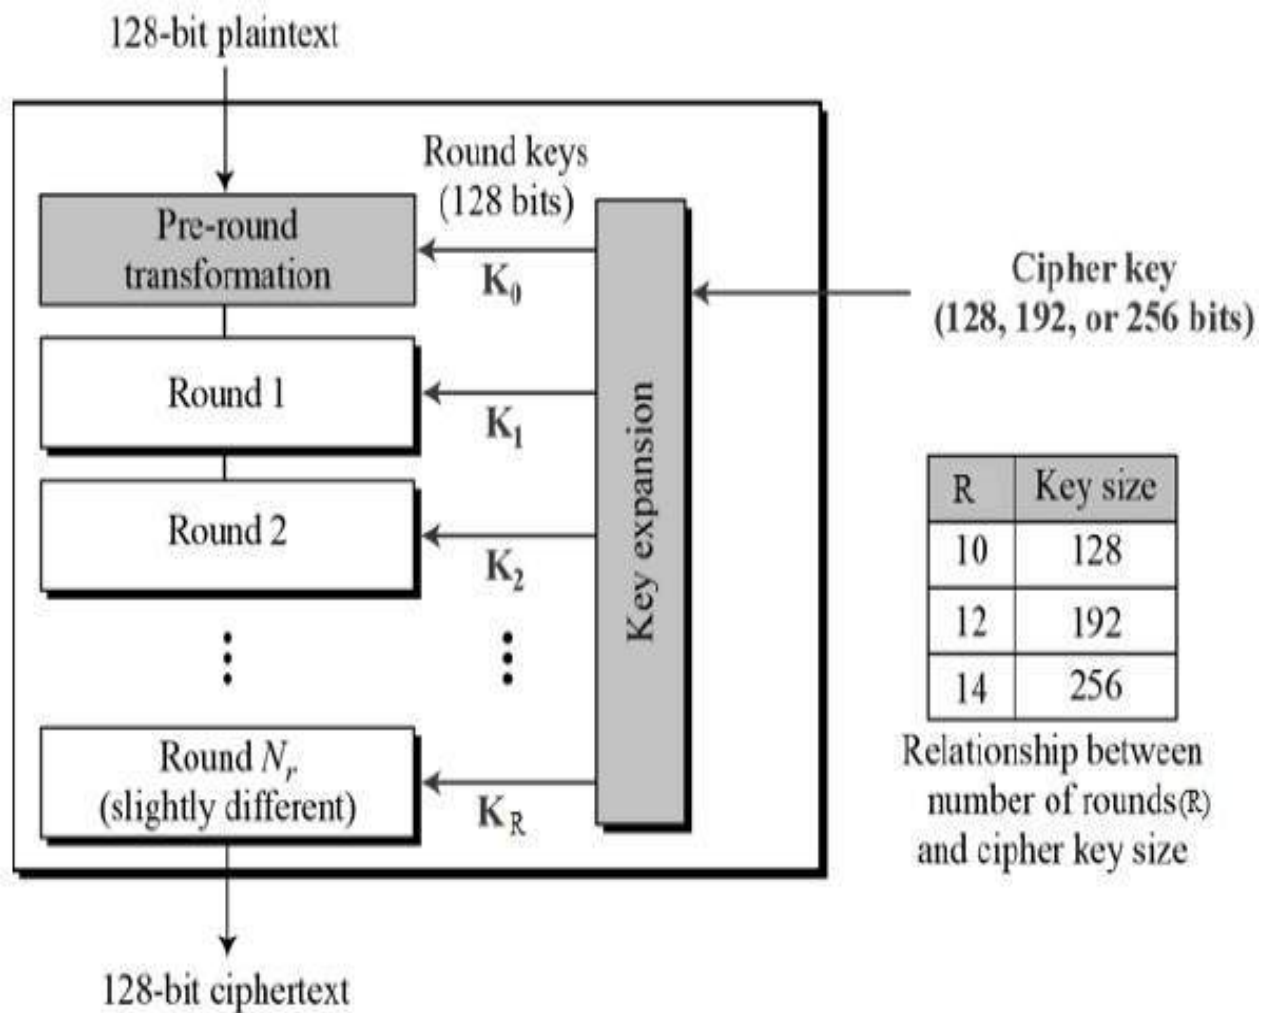 128-bit plaintext
Round keys
(128 bits)
Pre-round
transformation
K₀
Cipher key
(128, 192, or 256 bits)
Round 1
K₁
Key expansion
Round 2
K₂
R Key size
10 128
12 192
14 256
Relationship between
number of rounds(R)
and cipher key size
Round Nᵣ
(slightly different)
K R
128-bit ciphertext